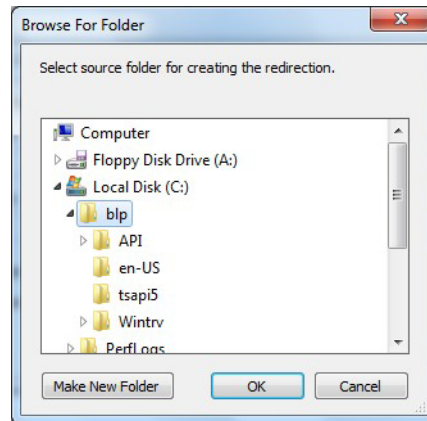 Browse For Folder
Select source folder for creating the redirection.
Computer
Floppy Disk Drive (A:)
Local Disk (C:)
blp
API
en-US
tsapi5
Wintrv
PerfLogs
Make New Folder
OK
Cancel